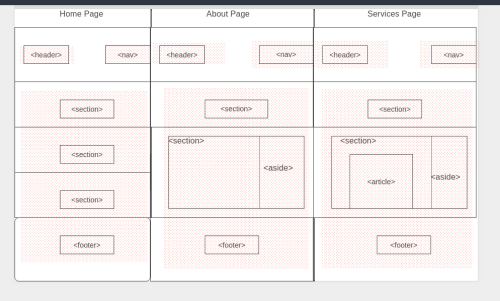 Home Page About Page Services Page
<header> <nav> <header> <nav> <header> <nav>
<section> <section> <section>
<section> <section> <aside> <section> <article> <aside>
<section>
<footer> <footer> <footer>